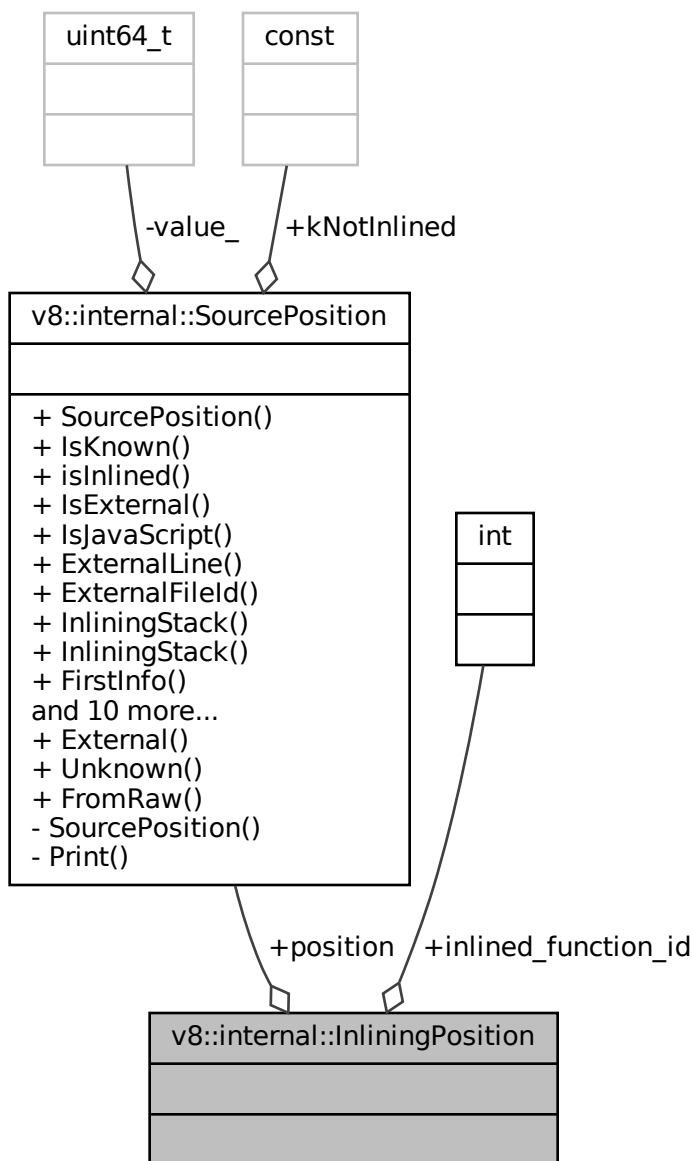 uint64_t
const
-value_
+kNotInlined
v8::internal::SourcePosition
+ SourcePosition()
+ IsKnown()
+ isInlined()
+ IsExternal()
+ IsJavaScript()
+ ExternalLine()
+ ExternalFileId()
+ InliningStack()
+ InliningStack()
+ FirstInfo()
and 10 more...
+ External()
+ Unknown()
+ FromRaw()
- SourcePosition()
- Print()
int
+position
+inlined_function_id
v8::internal::InliningPosition